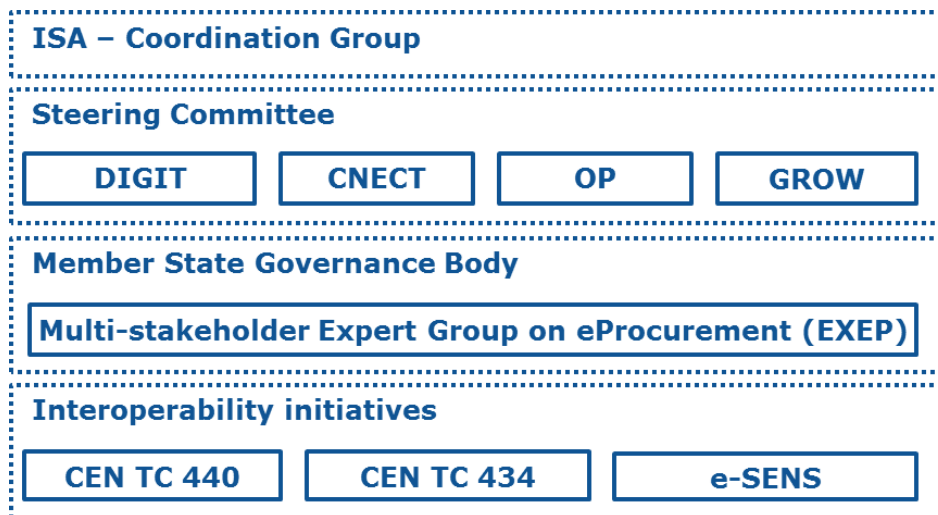 ISA – Coordination Group
Steering Committee
DIGIT CNECT OP GROW
Member State Governance Body
Multi-stakeholder Expert Group on eProcurement (EXEP)
Interoperability initiatives
CEN TC 440 CEN TC 434 e-SENS